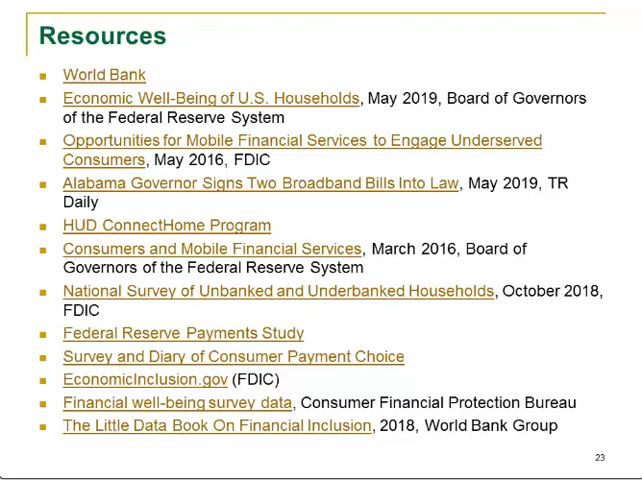 Resources
World Bank
Economic Well-Being of U.S. Households, May 2019, Board of Governors
of the Federal Reserve System
Opportunities for Mobile Financial Services to Engage Underserved
Consumers, May 2016, FDIC
Alabama Governor Signs Two Broadband Bills Into Law, May 2019, TR
Daily
HUD ConnectHome Program
Consumers and Mobile Financial Services, March 2016, Board of
Governors of the Federal Reserve System
National Survey of Unbanked and Underbanked Households, October 2018,
FDIC
Federal Reserve Payments Study
Survey and Diary of Consumer Payment Choice
EconomicInclusion.gov (FDIC)
Financial well-being survey data, Consumer Financial Protection Bureau
The Little Data Book On Financial Inclusion, 2018, World Bank Group
23